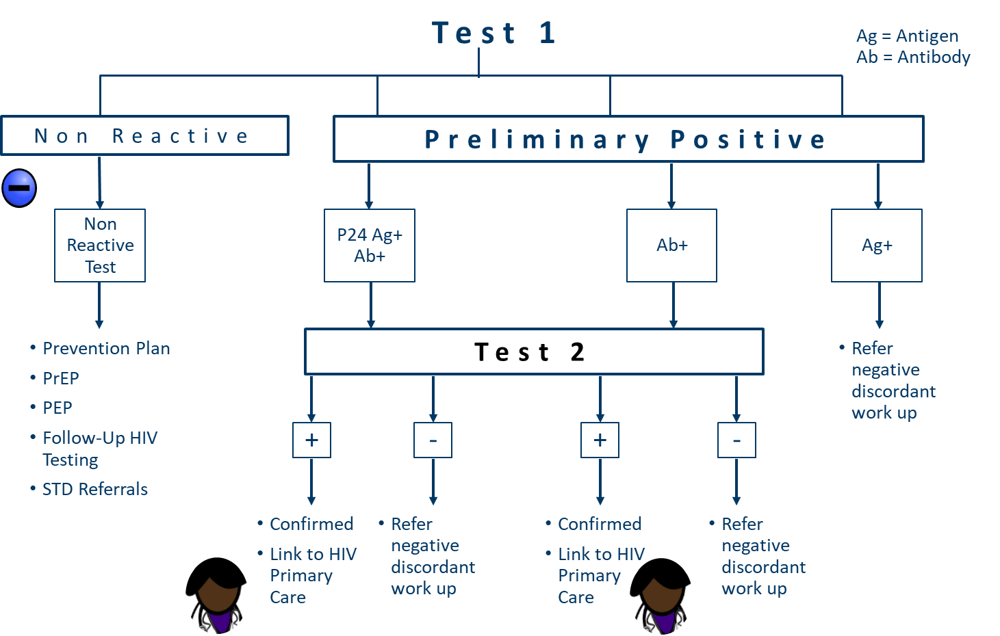 Test 1
Ag = Antigen
Ab = Antibody
Non Reactive
Preliminary Positive
Non
Reactive
Test
P24 Ag+
Ab+
Ab+
Ag+
• Prevention Plan
• PrEP
• PEP
• Follow-Up HIV
Testing
• STD Referrals
Test 2
• Refer
negative
discordant
work up
+
-
+
-
• Confirmed
• Link to HIV
Primary
Care
• Refer
negative
discordant
work up
• Confirmed
• Link to HIV
Primary
Care
• Refer
negative
discordant
work up